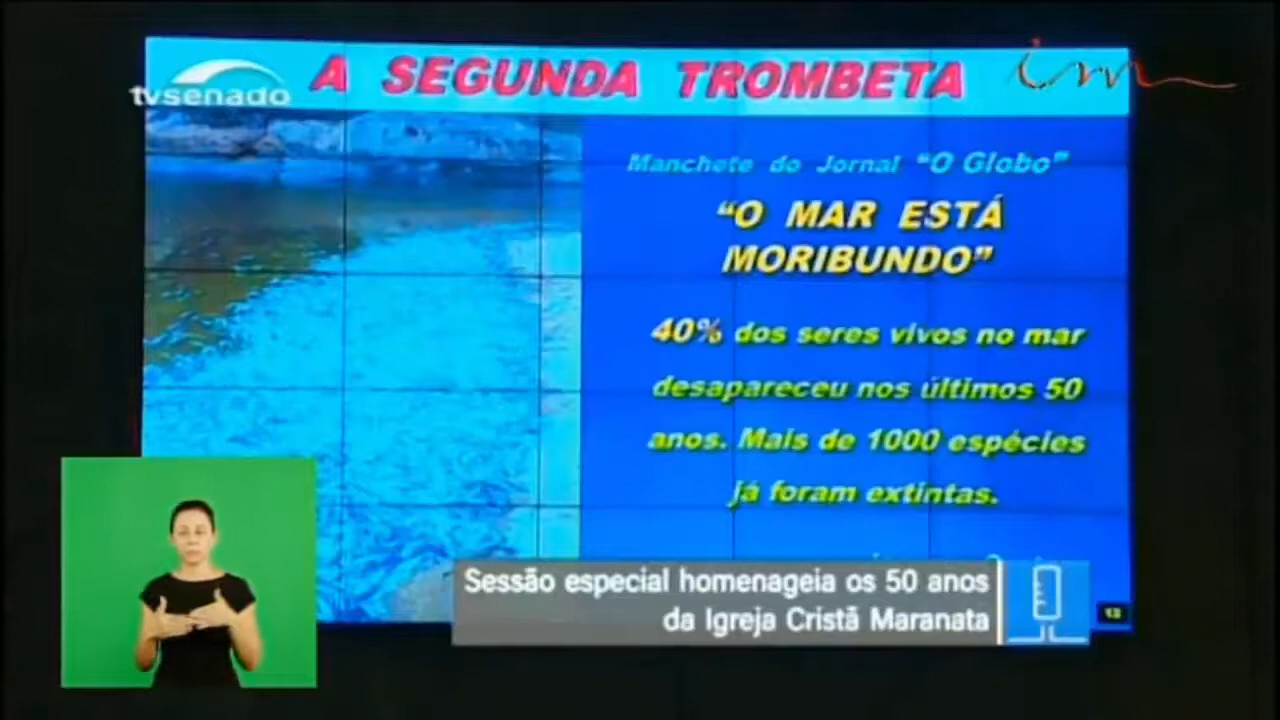 A SEGUNDA TROMBETA
tvsenado
im
Manchete do Jornal "O Globo"
"O MAR ESTÁ
MORIBUNDO"
40% dos seres vivos no mar
desapareceu nos últimos 50
anos. Mais de 1000 espécies
já foram extintas.
Sessão especial homenageia os 50 anos
da Igreja Cristã Maranata
13